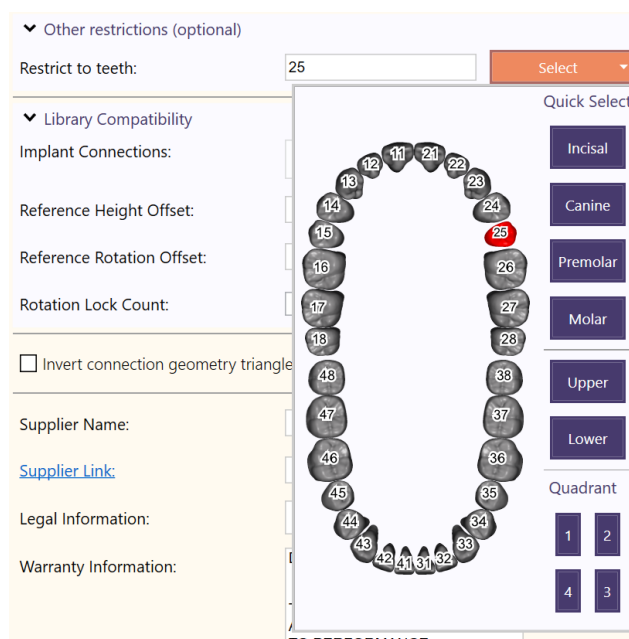 Other restrictions (optional)
Restrict to teeth:
25
Select
Quick Select
Library Compatibility
Implant Connections:
Reference Height Offset:
Reference Rotation Offset:
Rotation Lock Count:
Invert connection geometry triangle
Supplier Name:
Supplier Link:
Legal Information:
Warranty Information:
11 21
12 22
13 23
14 24
15 25
16 26
17 27
18 28
48 38
47 37
46 36
45 35
44 34
43 33
42 41 31 32
Incisal
Canine
Premolar
Molar
Upper
Lower
Quadrant
1 2
4 3